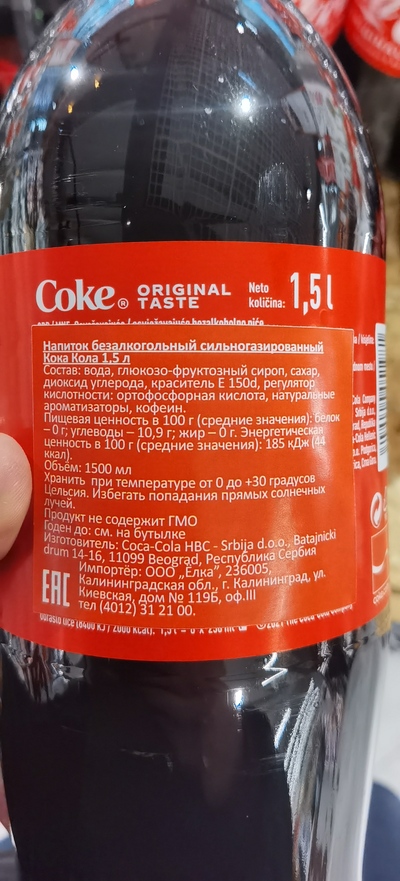 Coke® ORIGINAL TASTE
Neto količina: 1,5 l
Напиток безалкогольный сильногазированный
Кока Кола 1,5 л
Состав: вода, глюкозо-фруктозный сироп, сахар,
диоксид углерода, краситель Е 150d, регулятор
кислотности: ортофосфорная кислота, натуральные
ароматизаторы, кофеин.
Пищевая ценность в 100 г (средние значения): белок
– 0г; углеводы – 10,9 г; жир – 0 г. Энергетическая
ценность в 100 г (средние значения): 185 кДж (44
ккал).
Объём: 1500 мл
Хранить при температуре от 0 до +30 градусов
Цельсия. Избегать попадания прямых солнечных
лучей.
Продукт не содержит ГМО
Годен до: см. на бутылке
Изготовитель: Coca-Cola HBC - Srbija d.o.o., Batajnicki
drum 14-16, 11099 Beograd, Республика Сербия
EAC
Импортёр: ООО „Ёлка”, 236005,
Калининградская обл., г. Калининград, ул.
Киевская, дом № 119Б, оф.III
тел (4012) 31 21 00.